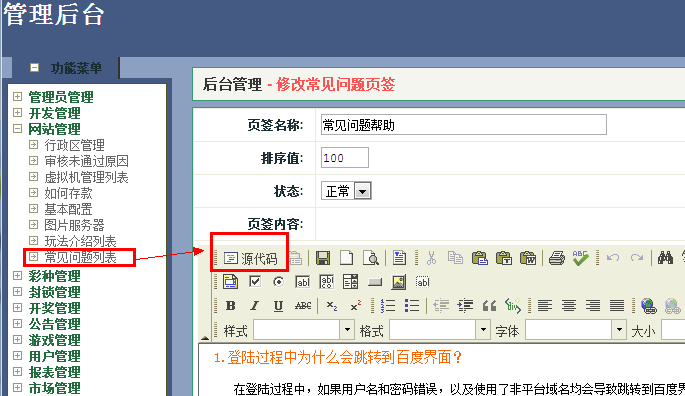 管理后台
功能菜单
管理员管理
开发管理
网站管理
行政区管理
审核未通过原因
虚拟机管理列表
如何存款
基本配置
图片服务器
玩法介绍列表
常见问题列表
彩种管理
封锁管理
开奖管理
公告管理
游戏管理
用户管理
报表管理
市场管理
后台管理 - 修改常见问题页签
页签名称: 常见问题帮助
排序值: 100
状态: 正常
页签内容:
源代码
B I U ABC x₂ x²
样式 格式 字体 大小
1. 登陆过程中为什么会跳转到百度界面？
在登陆过程中，如果用户名和密码错误，以及使用了非平台域名均会导致跳转到百度界